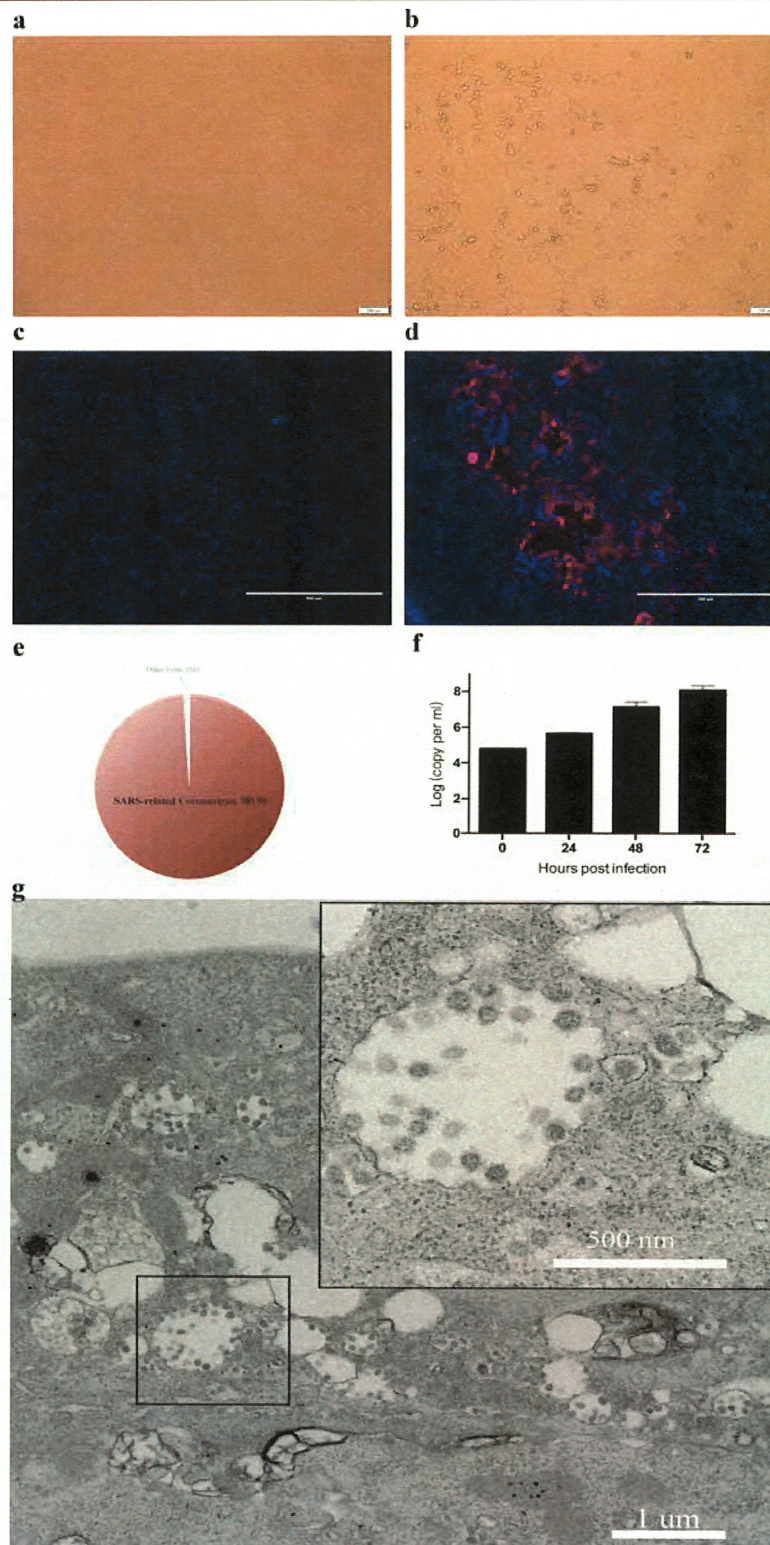 a
b
c
d
e
f
SARS-related Coronavirus,
Log (copy per ml)
8
6
4
2
0
0
24
48
72
Hours post infection
g
500 nm
1 um